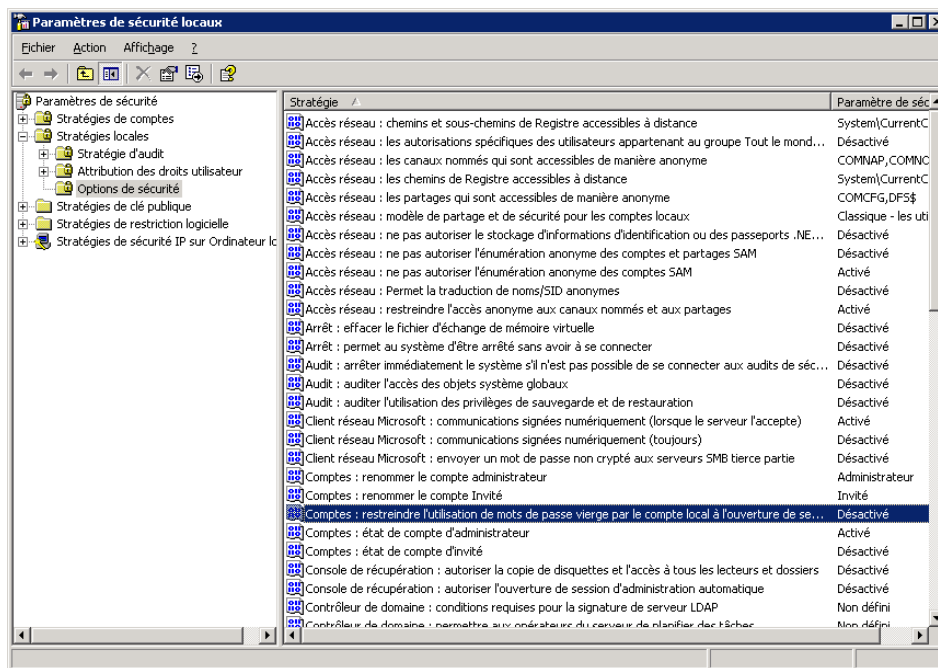 Paramètres de sécurité locaux
Fichier Action Affichage ?
Paramètres de sécurité
Stratégies de comptes
Stratégies locales
Stratégie d'audit
Attribution des droits utilisateur
Options de sécurité
Stratégies de clé publique
Stratégies de restriction logicielle
Stratégies de sécurité IP sur Ordinateur lo
Stratégie Paramètre de séc
Accès réseau : chemins et sous-chemins de Registre accessibles à distance System\CurrentC
Accès réseau : les autorisations spécifiques des utilisateurs appartenant au groupe Tout le mond... Désactivé
Accès réseau : les canaux nommés qui sont accessibles de manière anonyme COMNAP,COMNO
Accès réseau : les chemins de Registre accessibles à distance System\CurrentC
Accès réseau : les partages qui sont accessibles de manière anonyme COMCFG,DFS$
Accès réseau : modèle de partage et de sécurité pour les comptes locaux Classique - les uti
Accès réseau : ne pas autoriser le stockage d'informations d'identification ou des passeports .NE... Désactivé
Accès réseau : ne pas autoriser l'énumération anonyme des comptes et partages SAM Désactivé
Accès réseau : ne pas autoriser l'énumération anonyme des comptes SAM Activé
Accès réseau : Permet la traduction de noms/SID anonymes Désactivé
Accès réseau : restreindre l'accès anonyme aux canaux nommés et aux partages Activé
Arrêt : effacer le fichier d'échange de mémoire virtuelle Désactivé
Arrêt : permet au système d'être arrêté sans avoir à se connecter Désactivé
Audit : arrêter immédiatement le système s'il n'est pas possible de se connecter aux audits de séc... Désactivé
Audit : auditer l'accès des objets système globaux Désactivé
Audit : auditer l'utilisation des privilèges de sauvegarde et de restauration Désactivé
Client réseau Microsoft : communications signées numériquement (lorsque le serveur l'accepte) Activé
Client réseau Microsoft : communications signées numériquement (toujours) Désactivé
Client réseau Microsoft : envoyer un mot de passe non crypté aux serveurs SMB tierce partie Désactivé
Comptes : renommer le compte administrateur Administrateur
Comptes : renommer le compte Invité Invité
Comptes : restreindre l'utilisation de mots de passe vierge par le compte local à l'ouverture de se... Désactivé
Comptes : état de compte d'administrateur Activé
Comptes : état de compte d'invité Désactivé
Console de récupération : autoriser la copie de disquettes et l'accès à tous les lecteurs et dossiers Désactivé
Console de récupération : autoriser l'ouverture de session d'administration automatique Désactivé
Contrôleur de domaine : conditions requises pour la signature de serveur LDAP Non défini
Contrôleur de domaine : permettre aux opérateurs du serveur de planifier des tâches Non défini